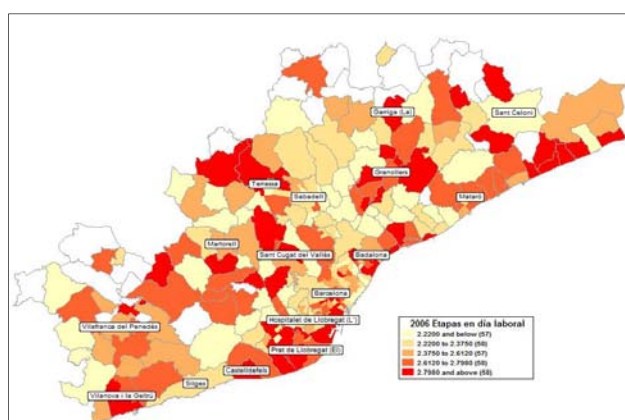 Garriga (La)
Sant Celoni
Granollers
Terrassa
Sabadell
Mataró
Martorell
Sant Cugat del Vallès
Badalona
Barcelona
Vilafranca del Penedès
Hospitalet de Llobregat (L')
Prat de Llobregat (El)
Castelldefels
Sitges
Vilanova i la Geltrú
2006 Etapas en día laboral
2.2200 and below (57)
2.2200 to 2.3750 (58)
2.3750 to 2.6120 (57)
2.6120 to 2.7980 (58)
2.7980 and above (58)